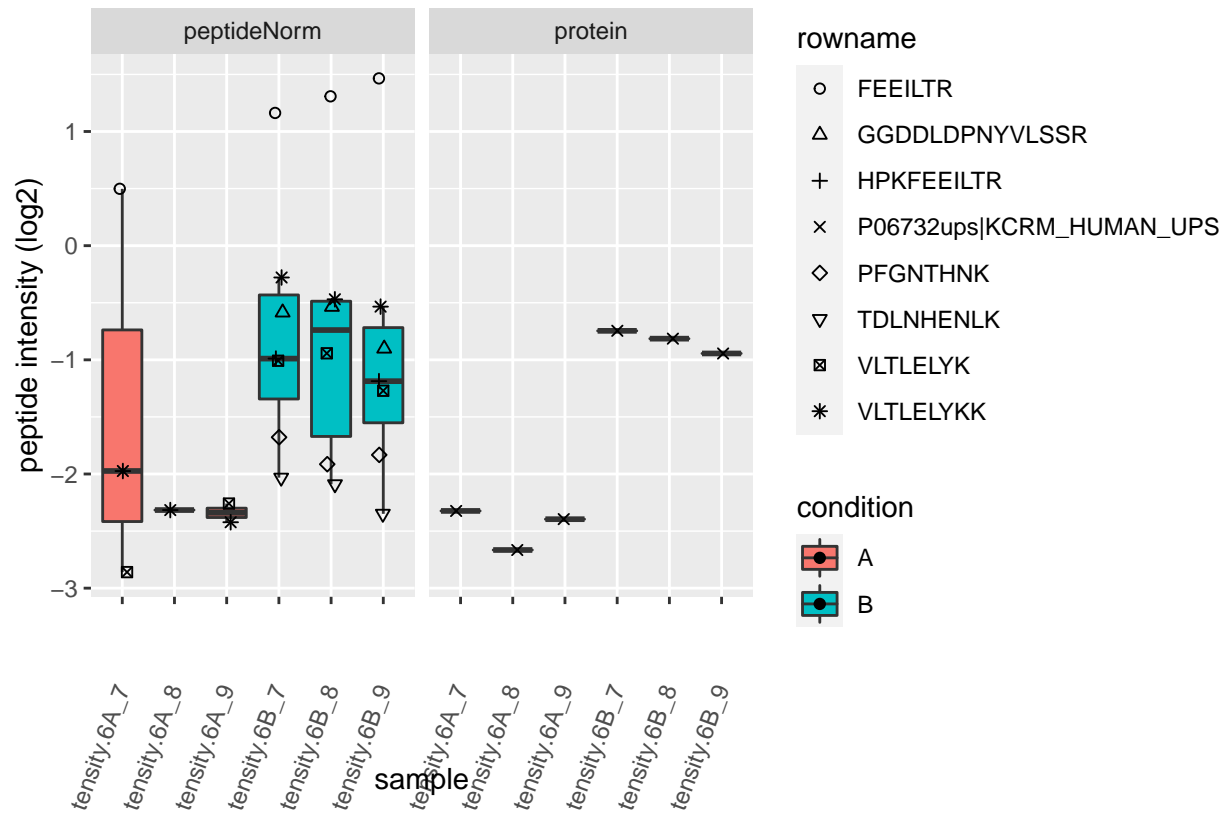 peptideNorm
protein
peptide intensity (log2)
1
0
−1
−2
−3
tensity.6A_7
tensity.6A_8
tensity.6A_9
tensity.6B_7
tensity.6B_8
tensity.6B_9
tensity.6A_7
tensity.6A_8
tensity.6A_9
tensity.6B_7
tensity.6B_8
tensity.6B_9
sample
rowname
FEEILTR
GGDDLDPNYVLSSR
HPKFEEILTR
P06732ups|KCRM_HUMAN_UPS
PFGNTHNK
TDLNHENLK
VLTLELYK
VLTLELYKK
condition
A
B